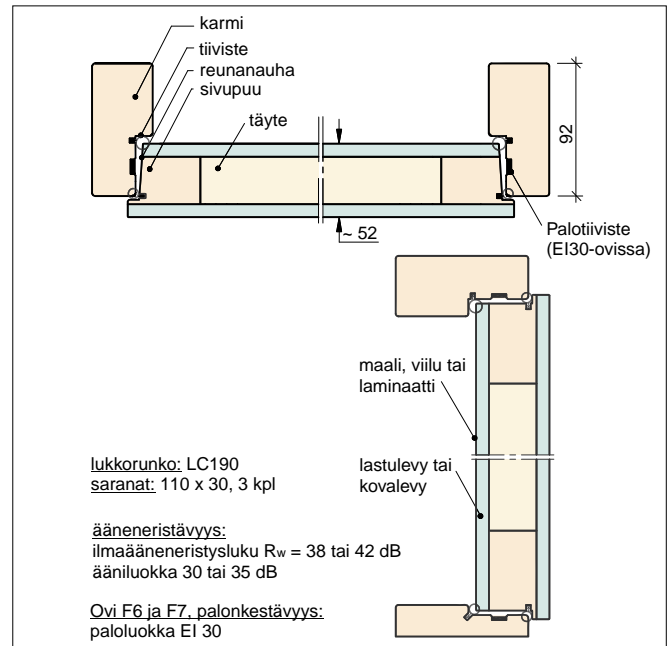 karmi
tiiviste
reunanauha
sivupuu
täyte
92
Palotiiviste
(EI30-ovissa)
~ 52
maali, viilu tai
laminaatti
lastulevy tai
kovalevy
lukkorunko: LC190
saranat: 110 x 30, 3 kpl
ääneneristävyys:
ilmaääneneristysluku Rw = 38 tai 42 dB
ääniluokka 30 tai 35 dB
Ovi F6 ja F7, palonkestävyys:
paloluokka EI 30